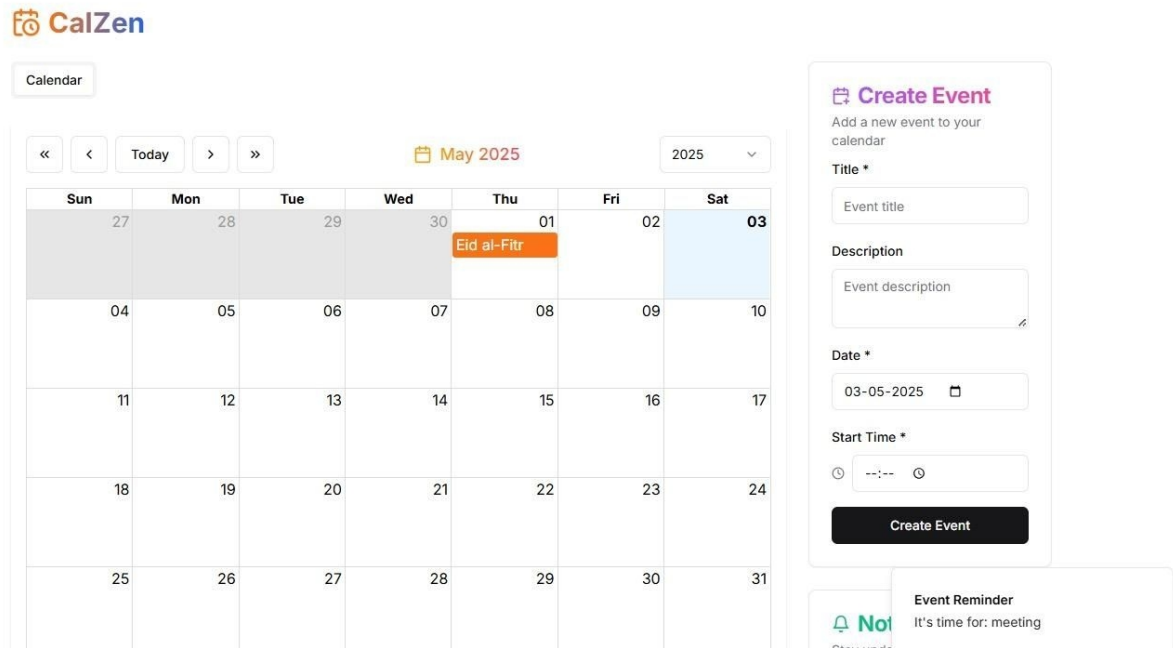 CalZen
Calendar
« ‹ Today › »
May 2025
2025
Sun Mon Tue Wed Thu Fri Sat
27 28 29 30 01 02 03
Eid al-Fitr
04 05 06 07 08 09 10
11 12 13 14 15 16 17
18 19 20 21 22 23 24
25 26 27 28 29 30 31
Create Event
Add a new event to your
calendar
Title *
Event title
Description
Event description
Date *
03-05-2025
Start Time *
--:--
Create Event
Not
Event Reminder
It's time for: meeting